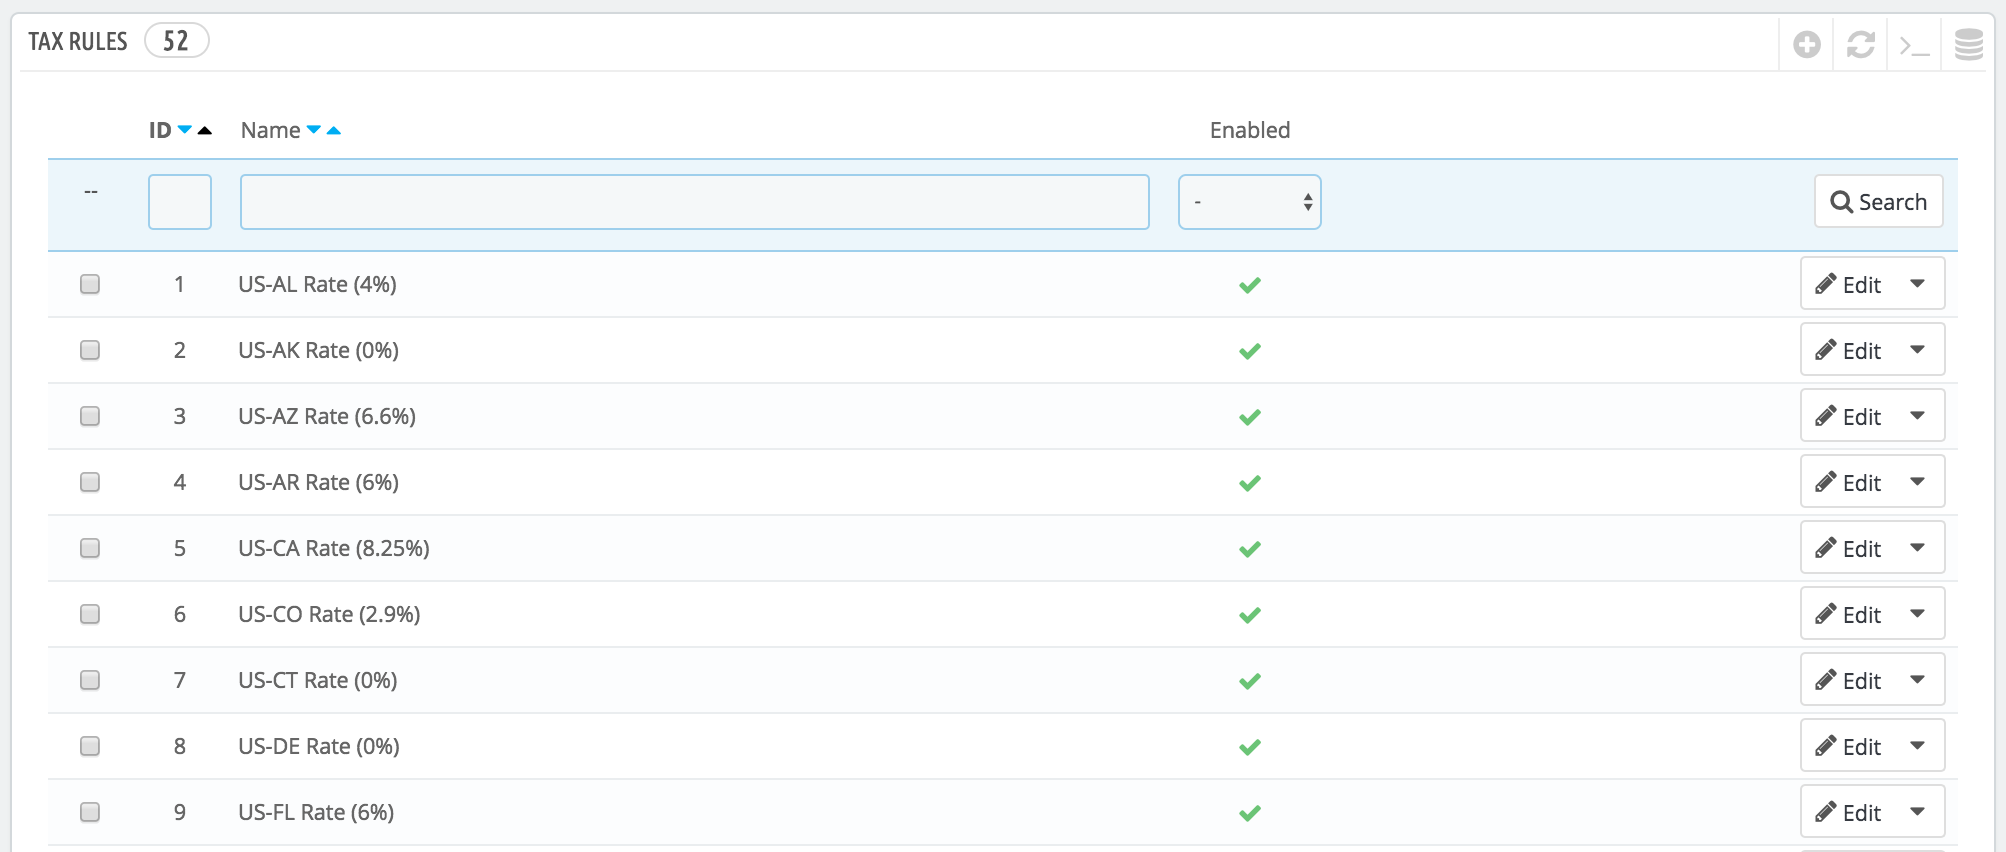 TAX RULES 52
ID Name Enabled
-- - Search
1 US-AL Rate (4%) Edit
2 US-AK Rate (0%) Edit
3 US-AZ Rate (6.6%) Edit
4 US-AR Rate (6%) Edit
5 US-CA Rate (8.25%) Edit
6 US-CO Rate (2.9%) Edit
7 US-CT Rate (0%) Edit
8 US-DE Rate (0%) Edit
9 US-FL Rate (6%) Edit